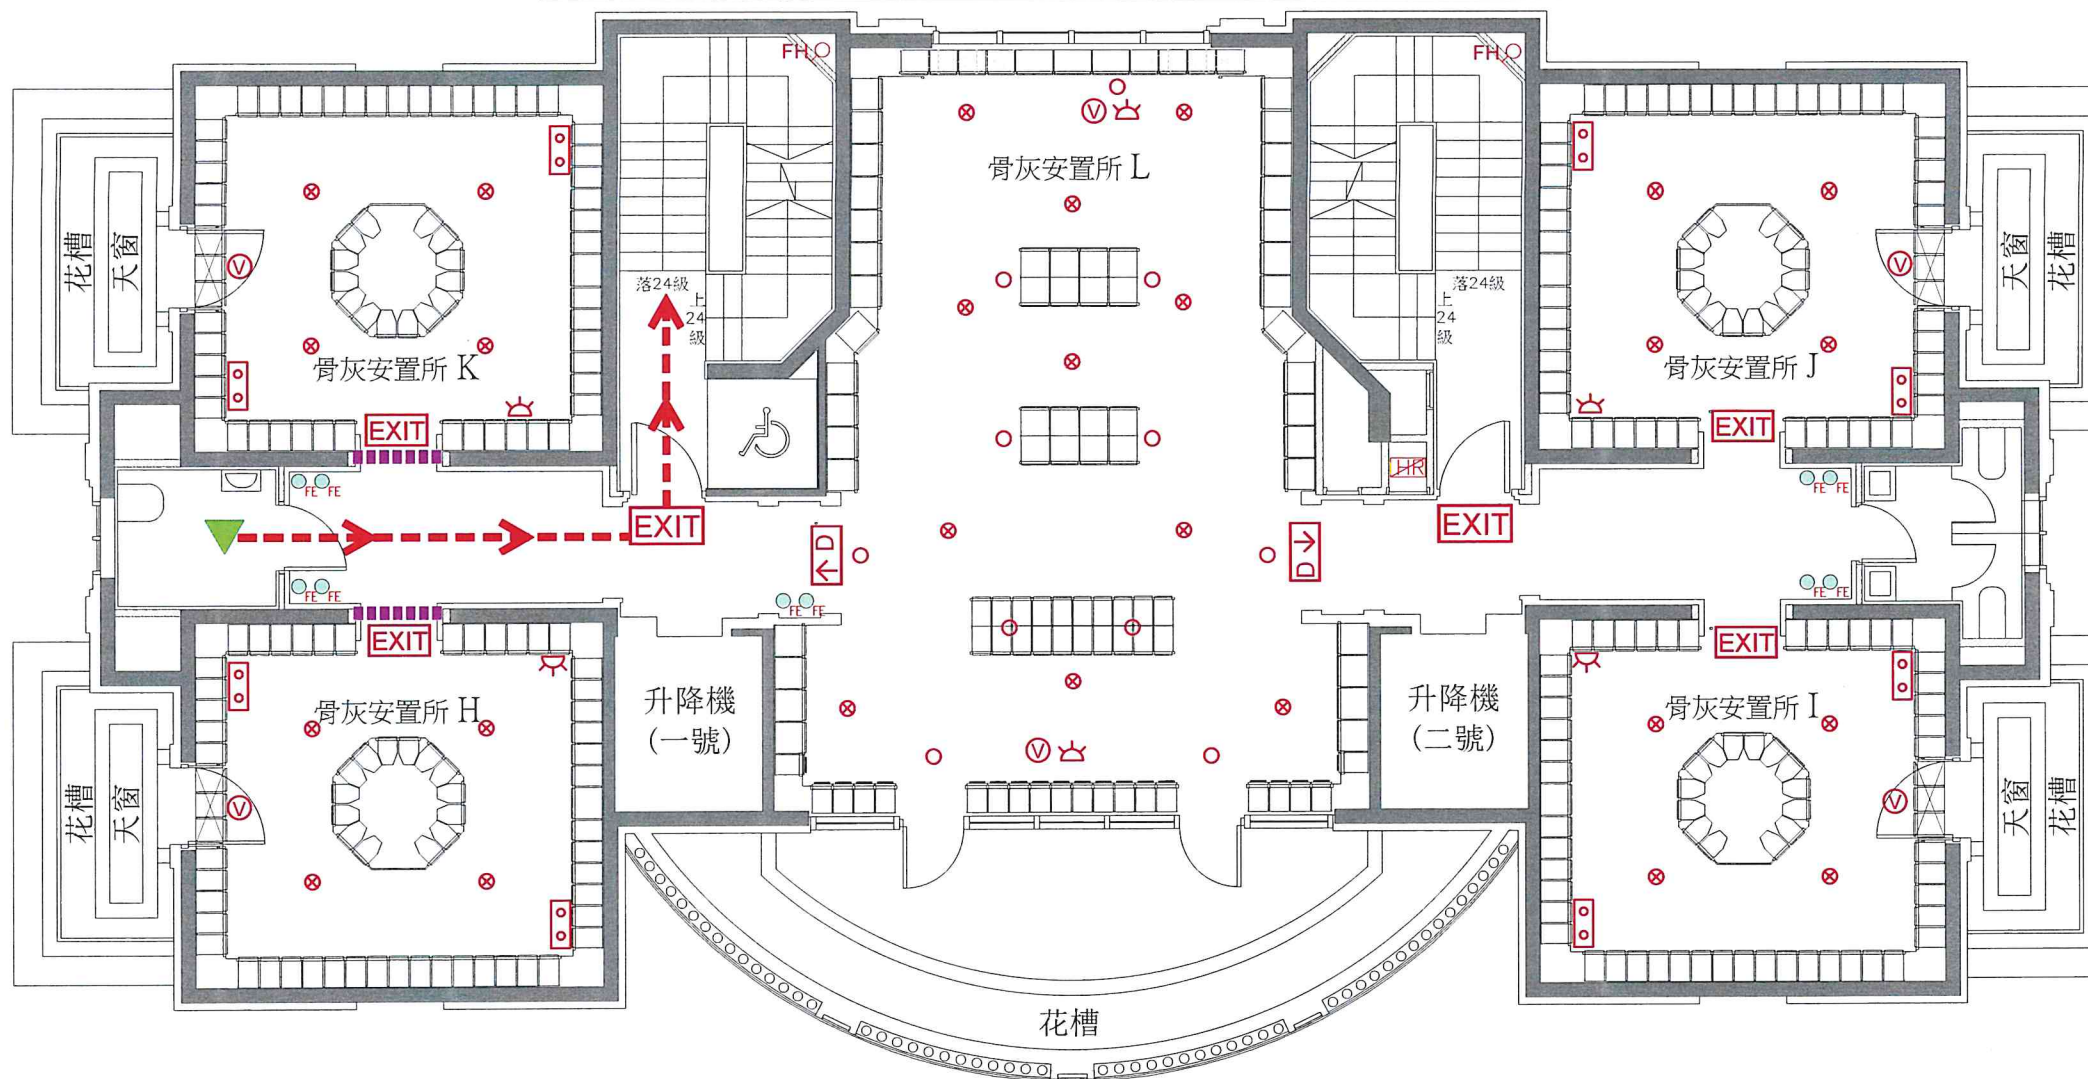 FH
FH
骨灰安置所 L
花槽
天窗
V
V
V
天窗
花槽
落24級
上
24
級
落24級
上
24
級
骨灰安置所 K
骨灰安置所 J
EXIT
EXIT
HR
FE FE
FE FE
EXIT
EXIT
←D
D→
FE FE
FE FE
FE FE
EXIT
EXIT
骨灰安置所 H
升降機
(一號)
升降機
(二號)
骨灰安置所 I
花槽
天窗
V
V
V
天窗
花槽
花槽